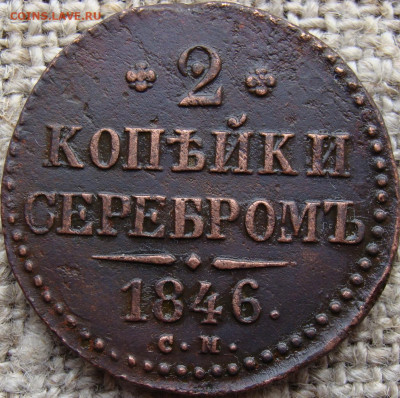 COINS.LAVE.RU
2
КОПѢЙКИ
СЕРЕБРОМЪ
1846.
С.М.